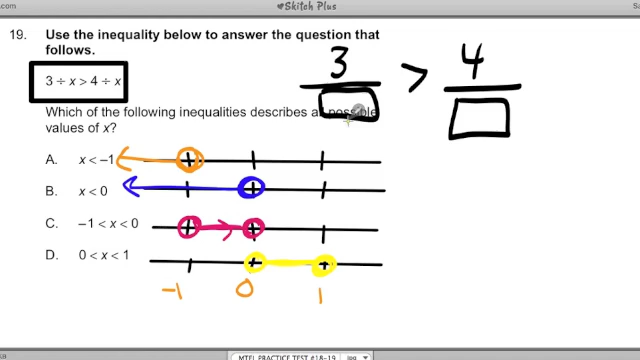 Skitch Plus
19. Use the inequality below to answer the question that follows.
3 ÷ x > 4 ÷ x
3 > 4
Which of the following inequalities describes all possible values of x?
A. x < −1
B. x < 0
C. −1 < x < 0
D. 0 < x < 1
-1 0 1
MTEL PRACTICE TEST #18-19 .jpg